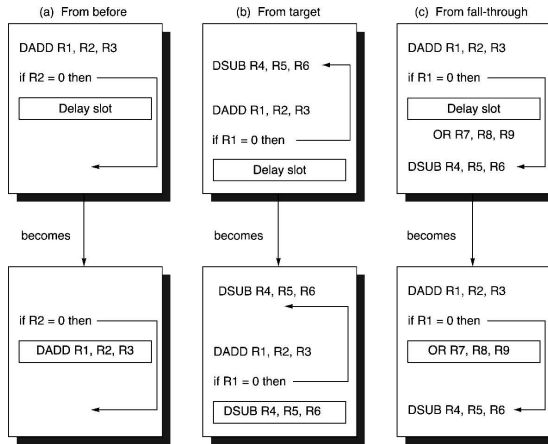 (a) From before
DADD R1, R2, R3
if R2 = 0 then
Delay slot
becomes
if R2 = 0 then
DADD R1, R2, R3
(b) From target
DSUB R4, R5, R6
DADD R1, R2, R3
if R1 = 0 then
Delay slot
becomes
DSUB R4, R5, R6
DADD R1, R2, R3
if R1 = 0 then
DSUB R4, R5, R6
(c) From fall-through
DADD R1, R2, R3
if R1 = 0 then
Delay slot
OR R7, R8, R9
DSUB R4, R5, R6
becomes
DADD R1, R2, R3
if R1 = 0 then
OR R7, R8, R9
DSUB R4, R5, R6